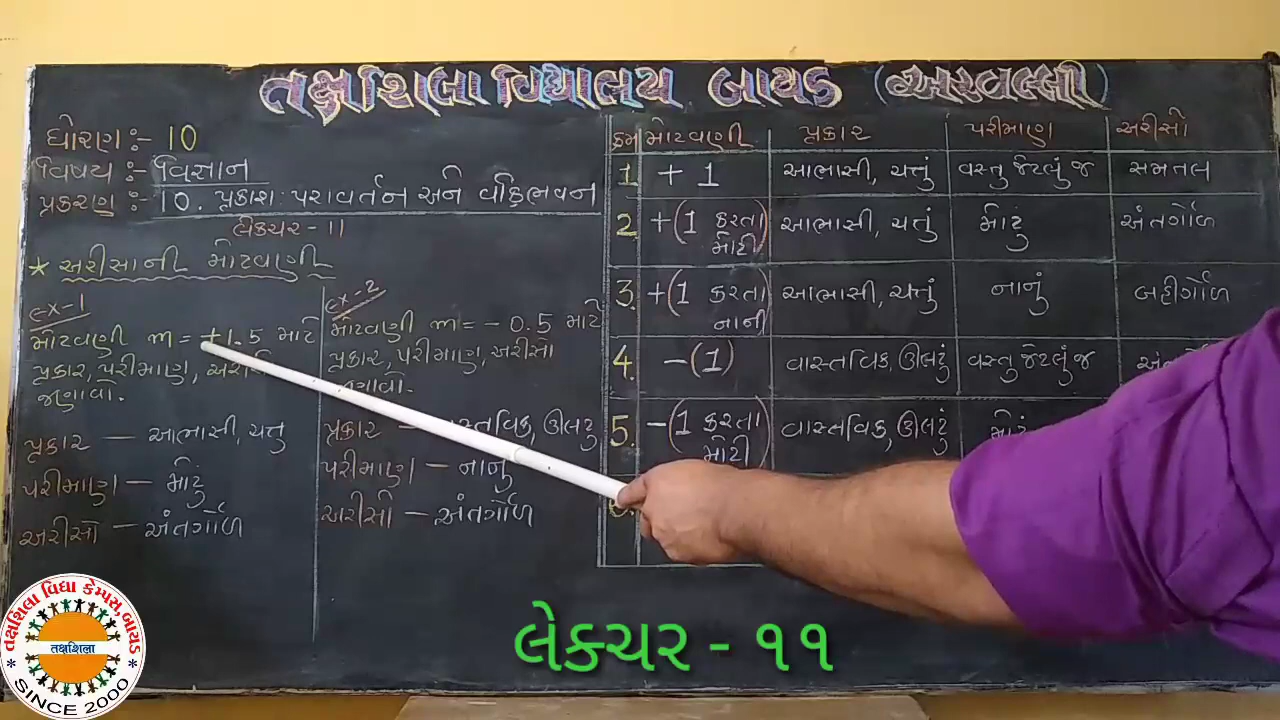 તક્ષશિલા વિદ્યાલય બાયડ (અરવલ્લી)
ધોરણ :- 10
વિષય :- વિજ્ઞાન
પ્રકરણ :- 10. પ્રકાશ: પરાવર્તન અને વક્રિભવન
લેક્ચર - 11
* અરીસાની મોટવણી
ex-1
મોટવણી m = +1.5 માટે
પ્રકાર, પરીમાણ,
જણાવો.
પ્રકાર — આભાસી, ચત્તુ
પરીમાણ — મોટું
અરીસો — અંતર્ગોળ
ex-2
મોટવણી m = - 0.5 માટે
પ્રકાર, પરીમાણ, અરીસો
પ્રકાર — ઊલટું
પરીમાણ — નાનું
અરીસો — અંતર્ગોળ
ક્રમ મોટવણી પ્રકાર પરીમાણ અરીસો
1 + 1 આભાસી, ચત્તું વસ્તુ જેટલું જ સમતલ
2. +(1 કરતા મોટી) આભાસી, ચત્તું મોટું અંતર્ગોળ
3. +(1 કરતા નાની) આભાસી, ચત્તું નાનું બહીર્ગોળ
4. -(1) વાસ્તવિક, ઊલટું વસ્તુ જેટલું જ
5. -(1 કરતા મોટી) વાસ્તવિક, ઊલટું
લેક્ચર - ૧૧
તક્ષશિલા વિદ્યા કેમ્પસ, બાયડ
તક્ષશિલા
* SINCE 2000 *